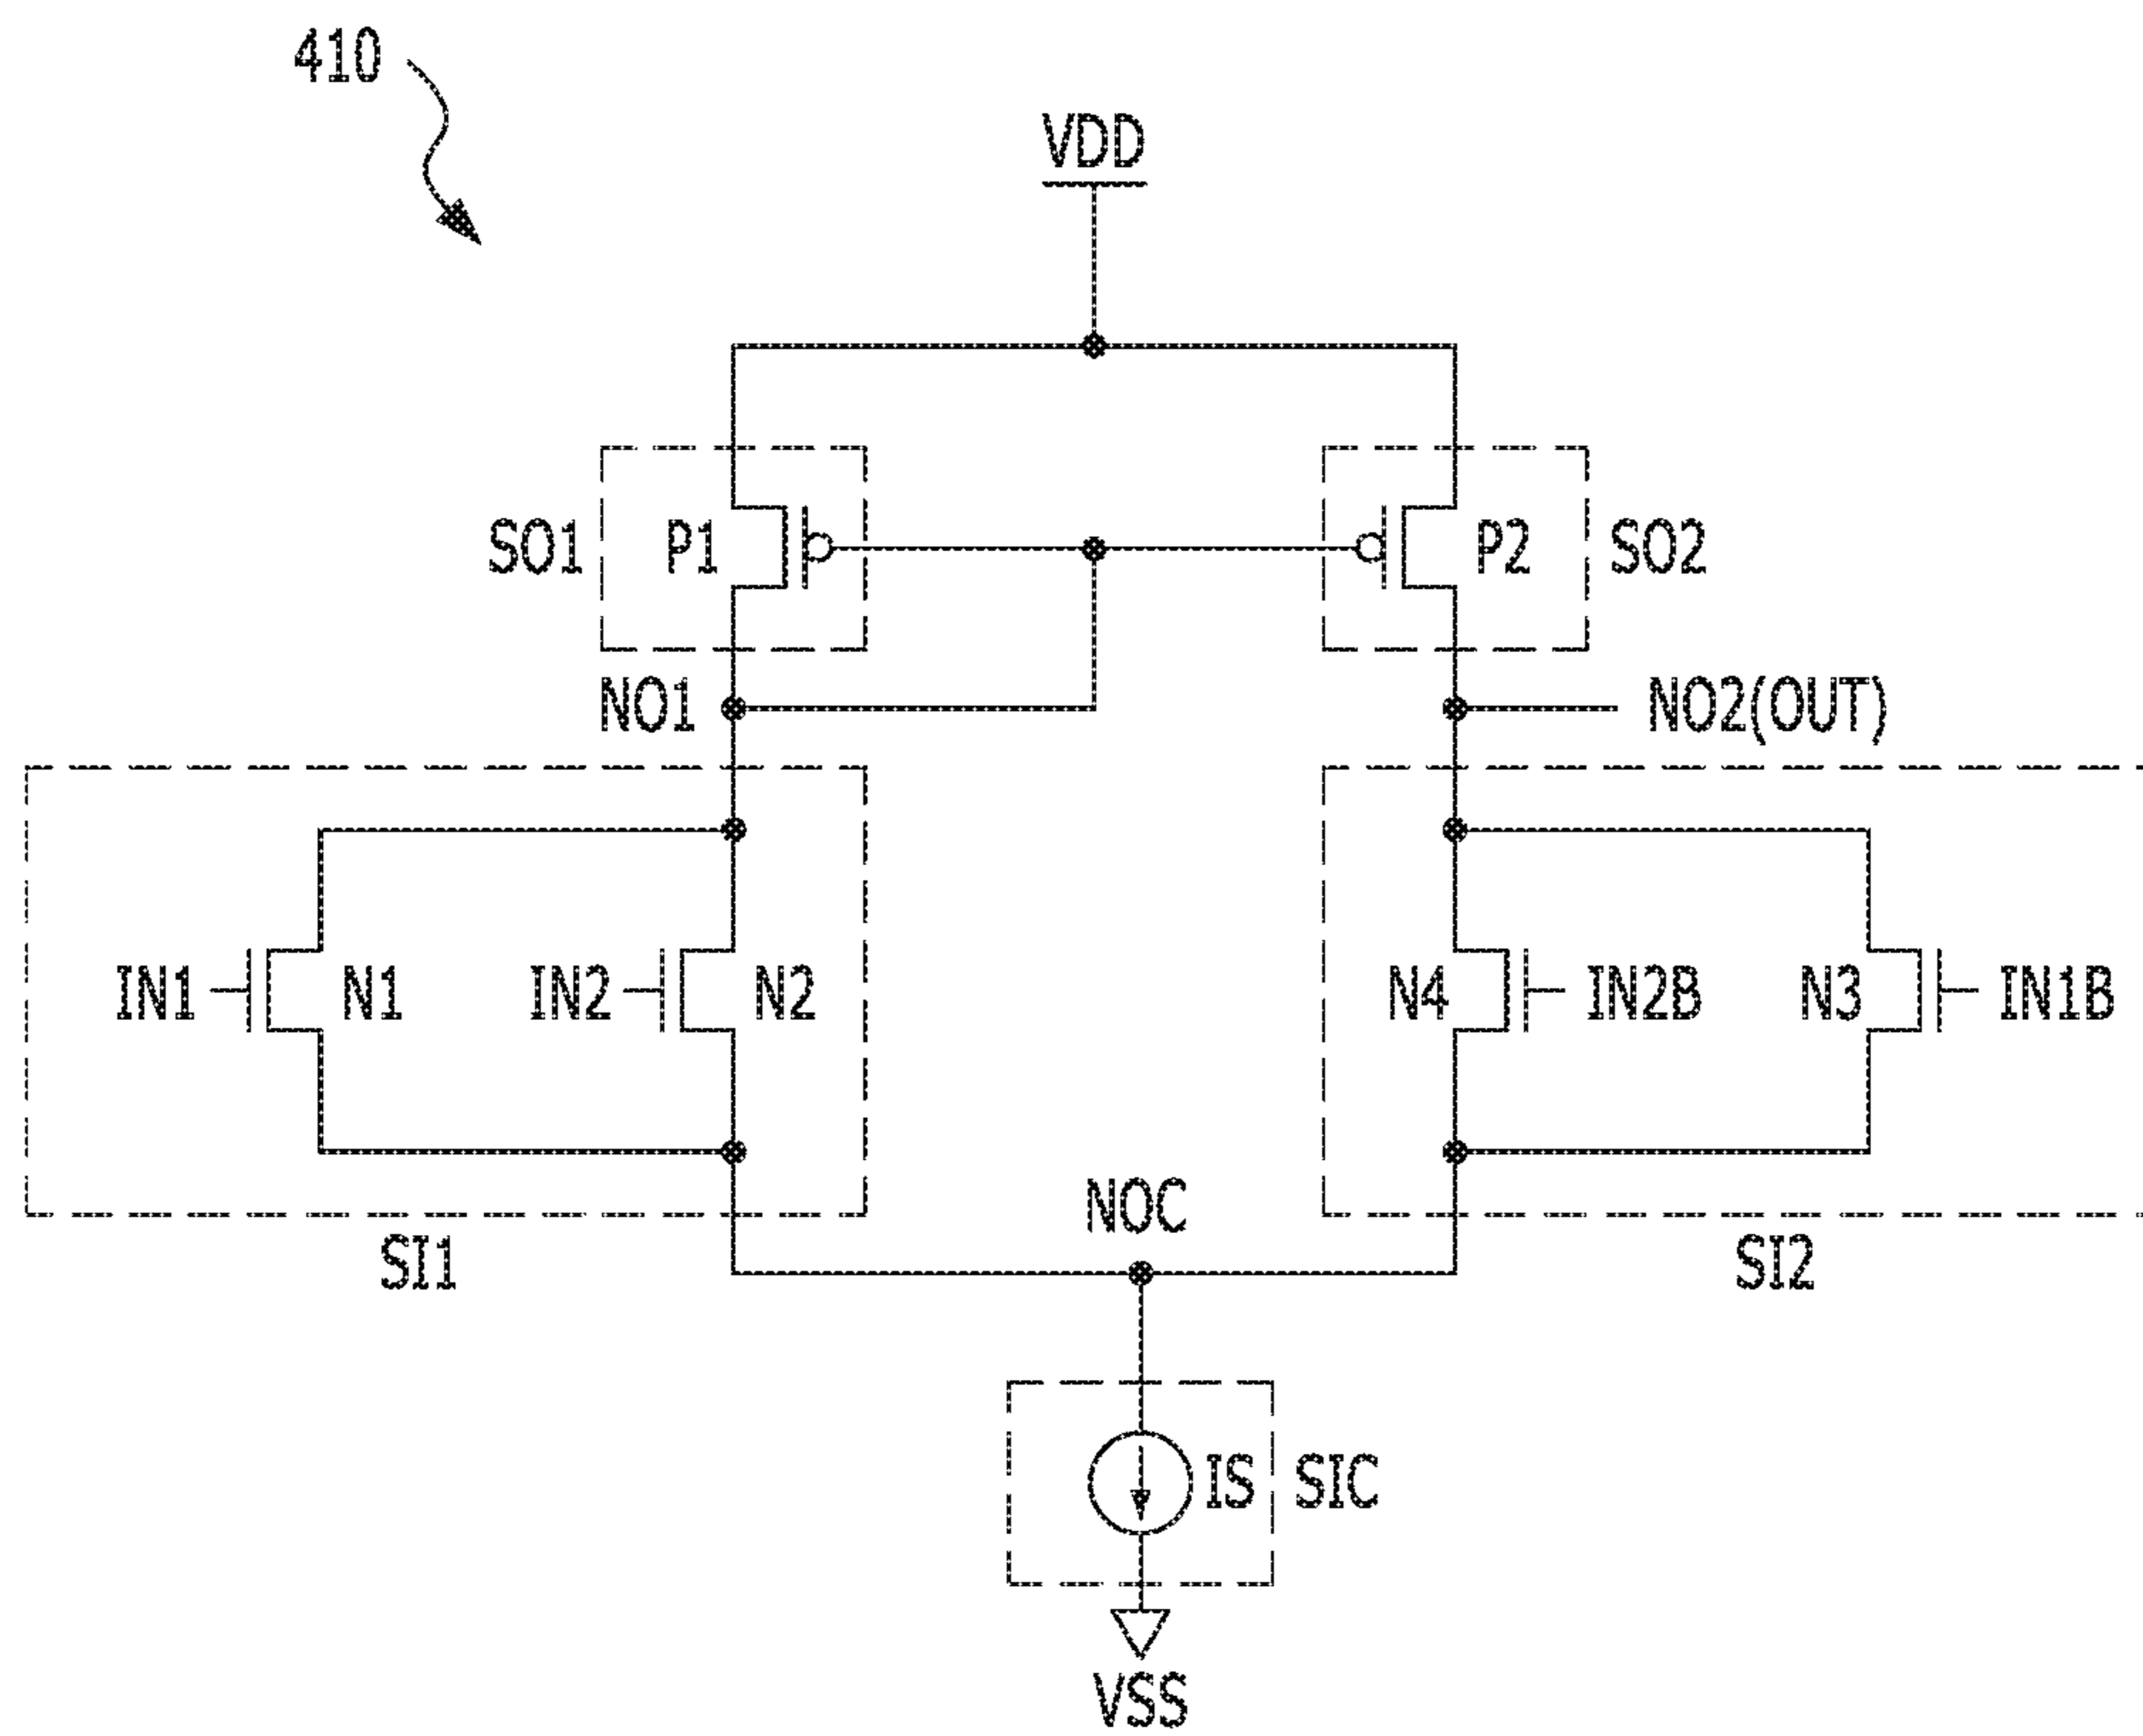 410
VDD
SO1 P1 P2 SO2
NO1 NO2(OUT)
IN1 N1 IN2 N2 N4 IN2B N3 IN1B
NOC
SI1 SI2
IS SIC
VSS